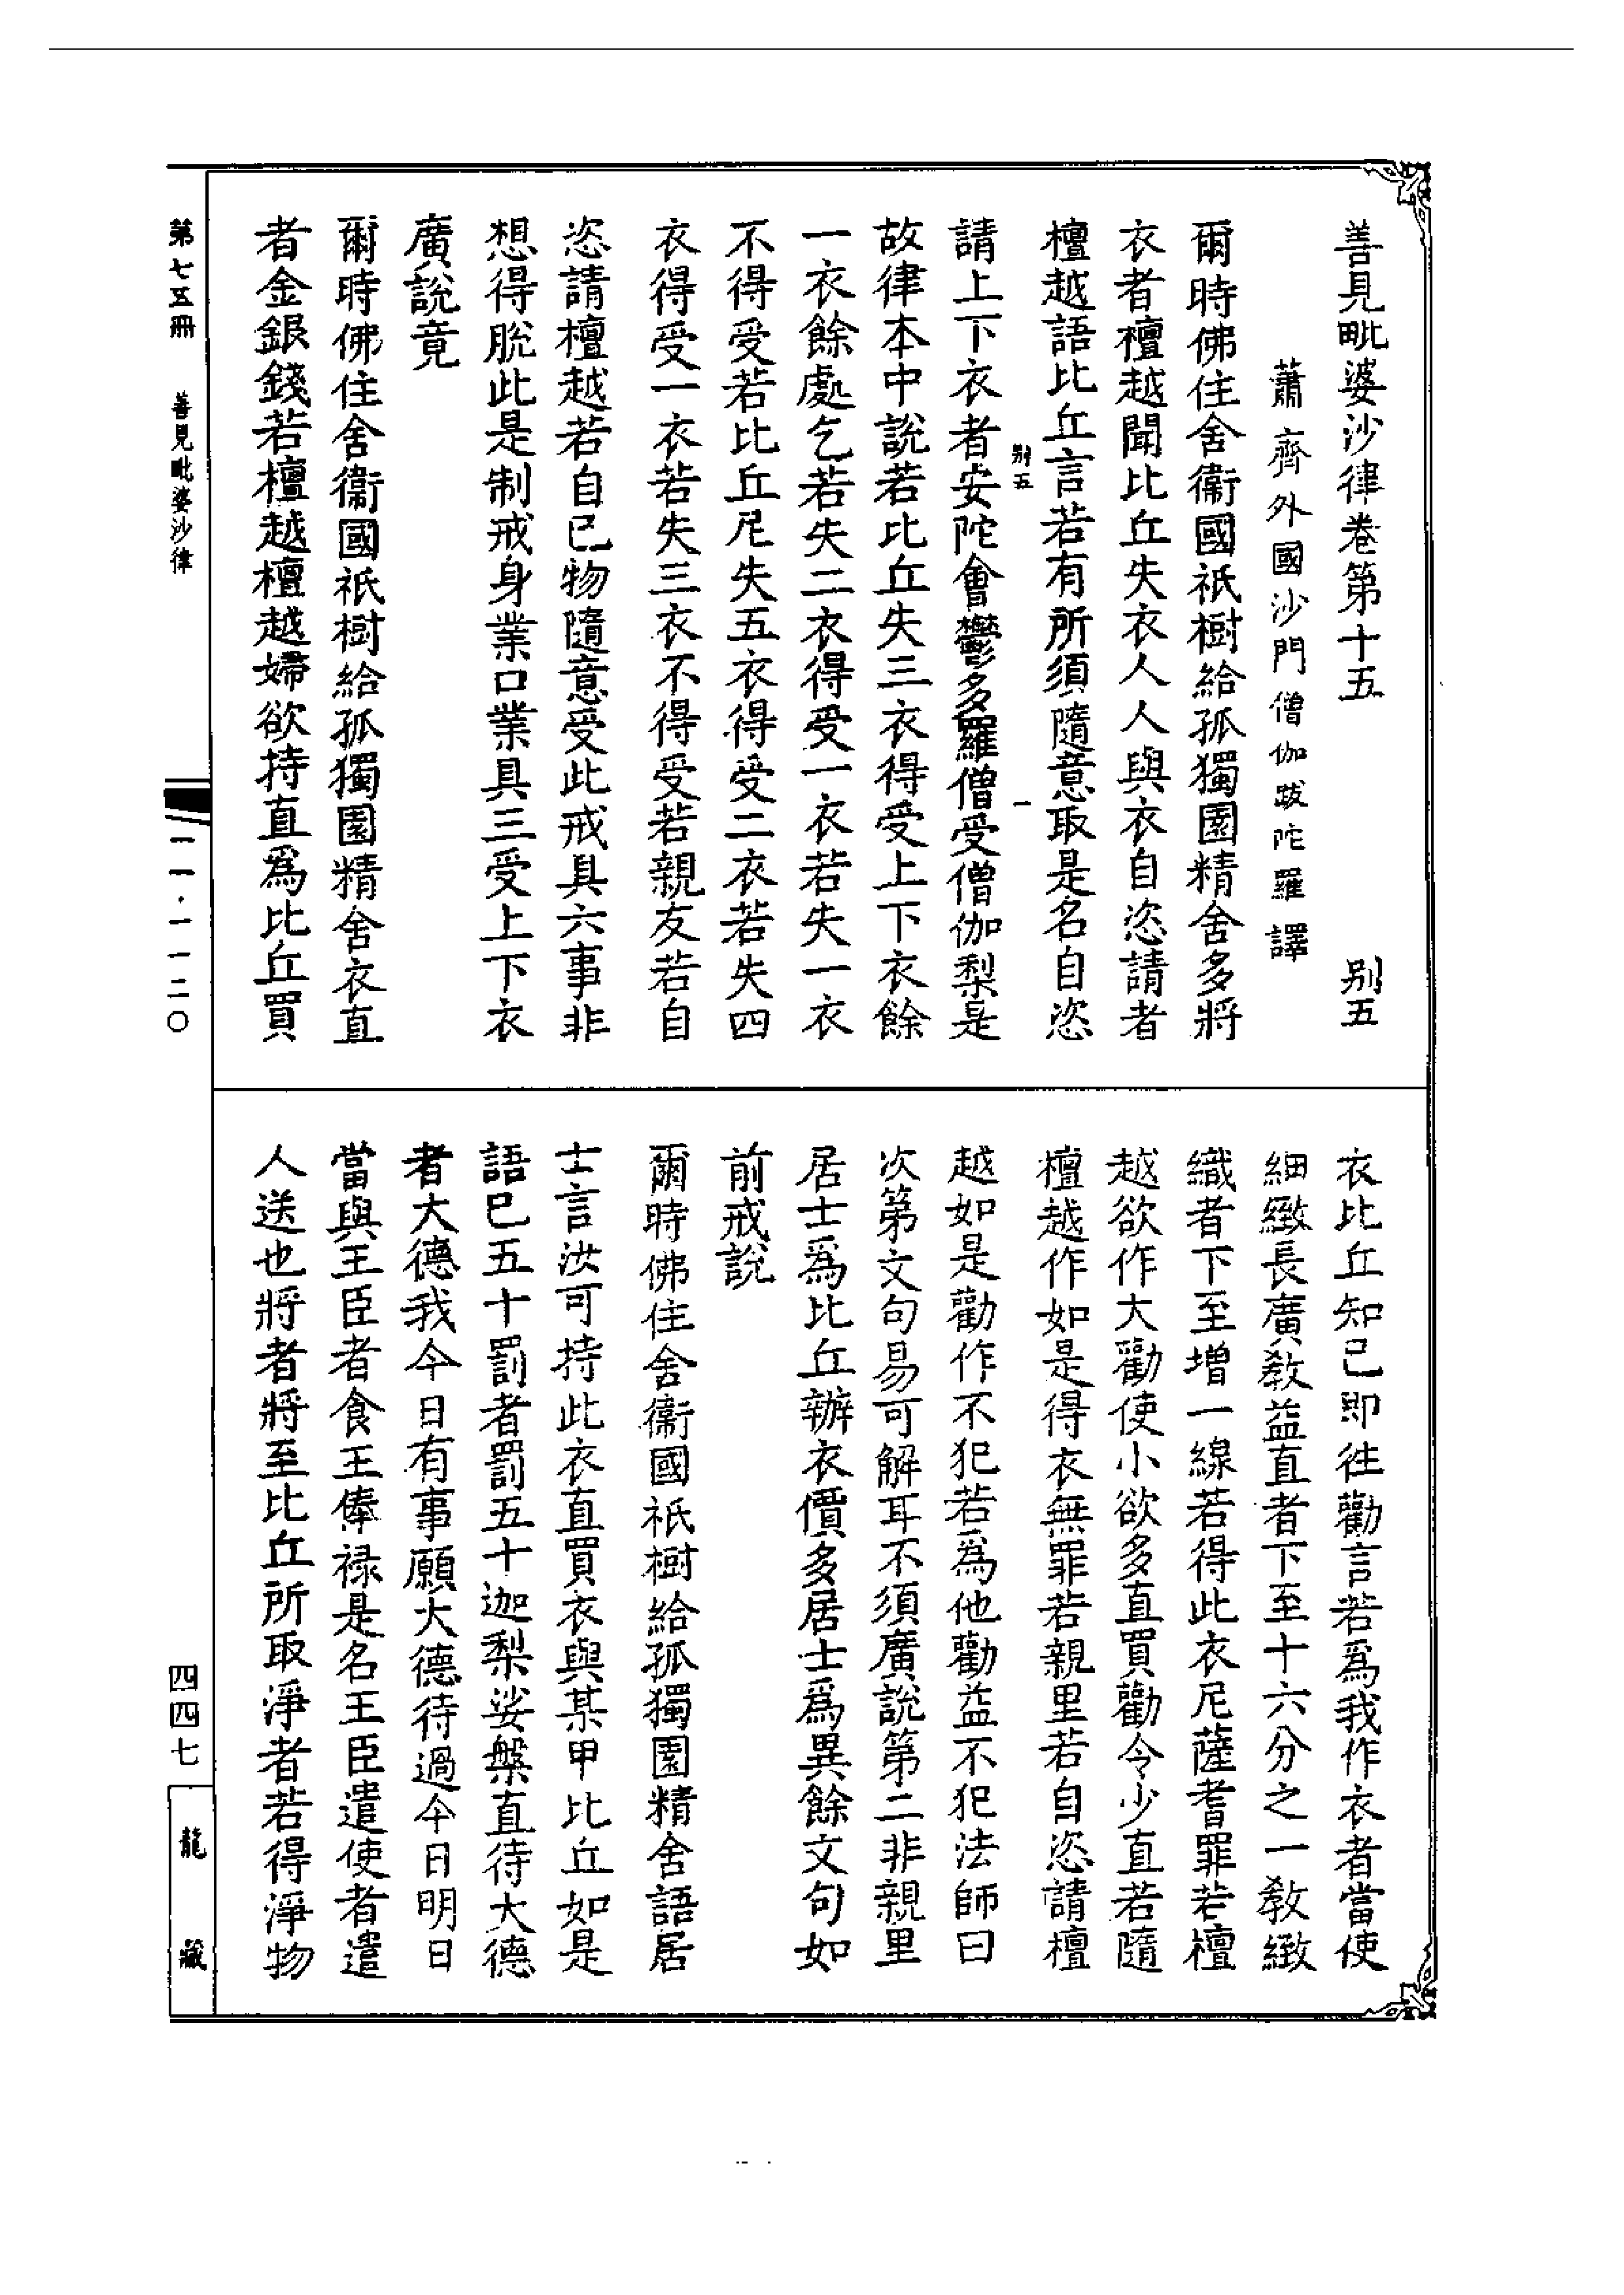 善見毗婆沙律卷第十五　別五
蕭齊外國沙門僧伽跋陀羅譯
爾時佛住舍衞國祇樹給孤獨園精舍多將
衣者檀越聞比丘失衣人人與衣自恣請者
檀越語比丘言若有所須隨意取是名自恣
別五　一
請上下衣者安陀會鬱多羅僧受僧伽梨是
故律本中說若比丘失三衣得受上下衣餘
一衣餘處乞若失二衣得受一衣若失一衣
不得受若比丘尼失五衣得受二衣若失四
衣得受一衣若失三衣不得受若親友若自
恣請檀越若自已物隨意受此戒具六事非
想得脫此是制戒身業口業具三受上下衣
廣說竟
爾時佛住舍衞國祇樹給孤獨園精舍衣直
者金銀錢若檀越檀越婦欲持直爲比丘買
衣比丘知已即往勸言若爲我作衣者當使
細緻長廣教益直者下至十六分之一教緻
織者下至增一線若得此衣尼薩耆罪若檀
越欲作大勸使小欲多直買勸令少直若隨
檀越作如是得衣無罪若親里若自恣請檀
越如是勸作不犯若爲他勸益不犯法師曰
次第文句易可解耳不須廣說第二非親里
居士爲比丘辦衣價多居士爲異餘文句如
前戒說
爾時佛住舍衞國祇樹給孤獨園精舍語居
士言汝可持此衣直買衣與某甲比丘如是
語已五十罰者罰五十迦梨娑槃直待大德
者大德我今日有事願大德待過今日明日
當與王臣者食王俸祿是名王臣遣使者遣
人送也將者將至比丘所取淨者若得淨物
第七五冊　善見毗婆沙律　一一·一一二〇　四四七　龍藏